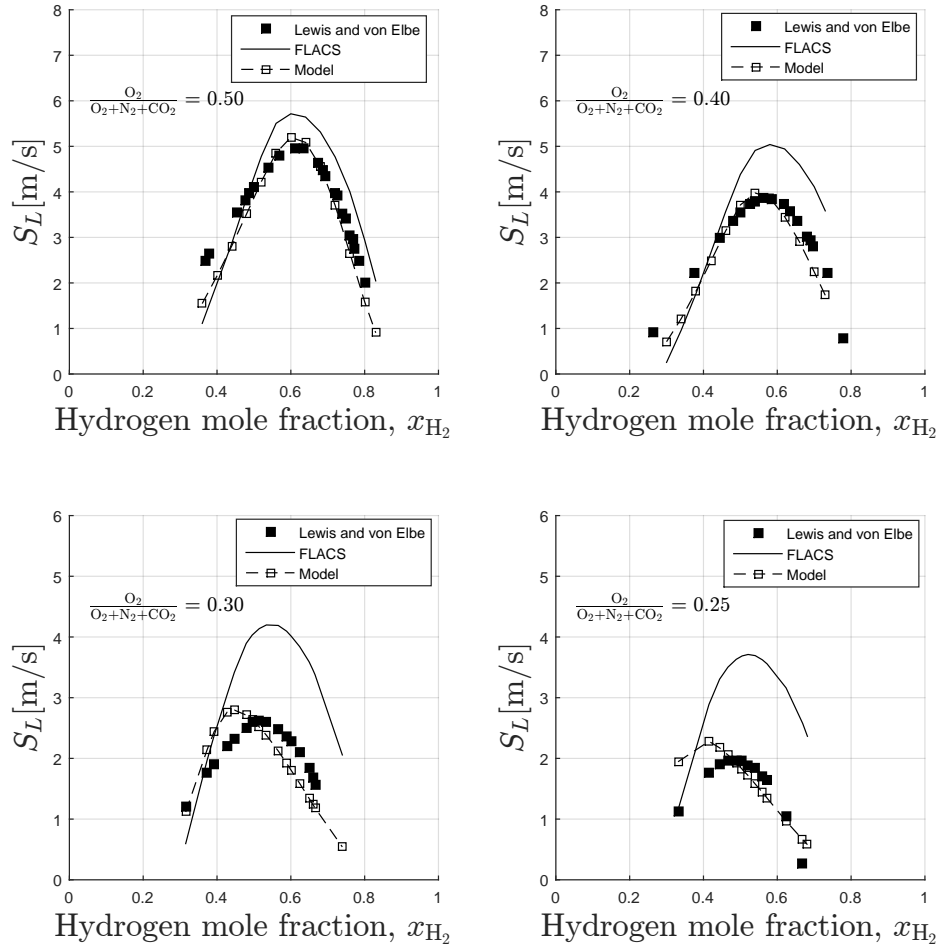 8
7
6
5
4
3
2
1
0
S_L[m/s]
Lewis and von Elbe
FLACS
Model
O₂/(O₂+N₂+CO₂) = 0.50
0 0.2 0.4 0.6 0.8 1
Hydrogen mole fraction, x_H₂
8
7
6
5
4
3
2
1
0
S_L[m/s]
Lewis and von Elbe
FLACS
Model
O₂/(O₂+N₂+CO₂) = 0.40
0 0.2 0.4 0.6 0.8 1
Hydrogen mole fraction, x_H₂
6
5
4
3
2
1
0
S_L[m/s]
Lewis and von Elbe
FLACS
Model
O₂/(O₂+N₂+CO₂) = 0.30
0 0.2 0.4 0.6 0.8 1
Hydrogen mole fraction, x_H₂
6
5
4
3
2
1
0
S_L[m/s]
Lewis and von Elbe
FLACS
Model
O₂/(O₂+N₂+CO₂) = 0.25
0 0.2 0.4 0.6 0.8 1
Hydrogen mole fraction, x_H₂